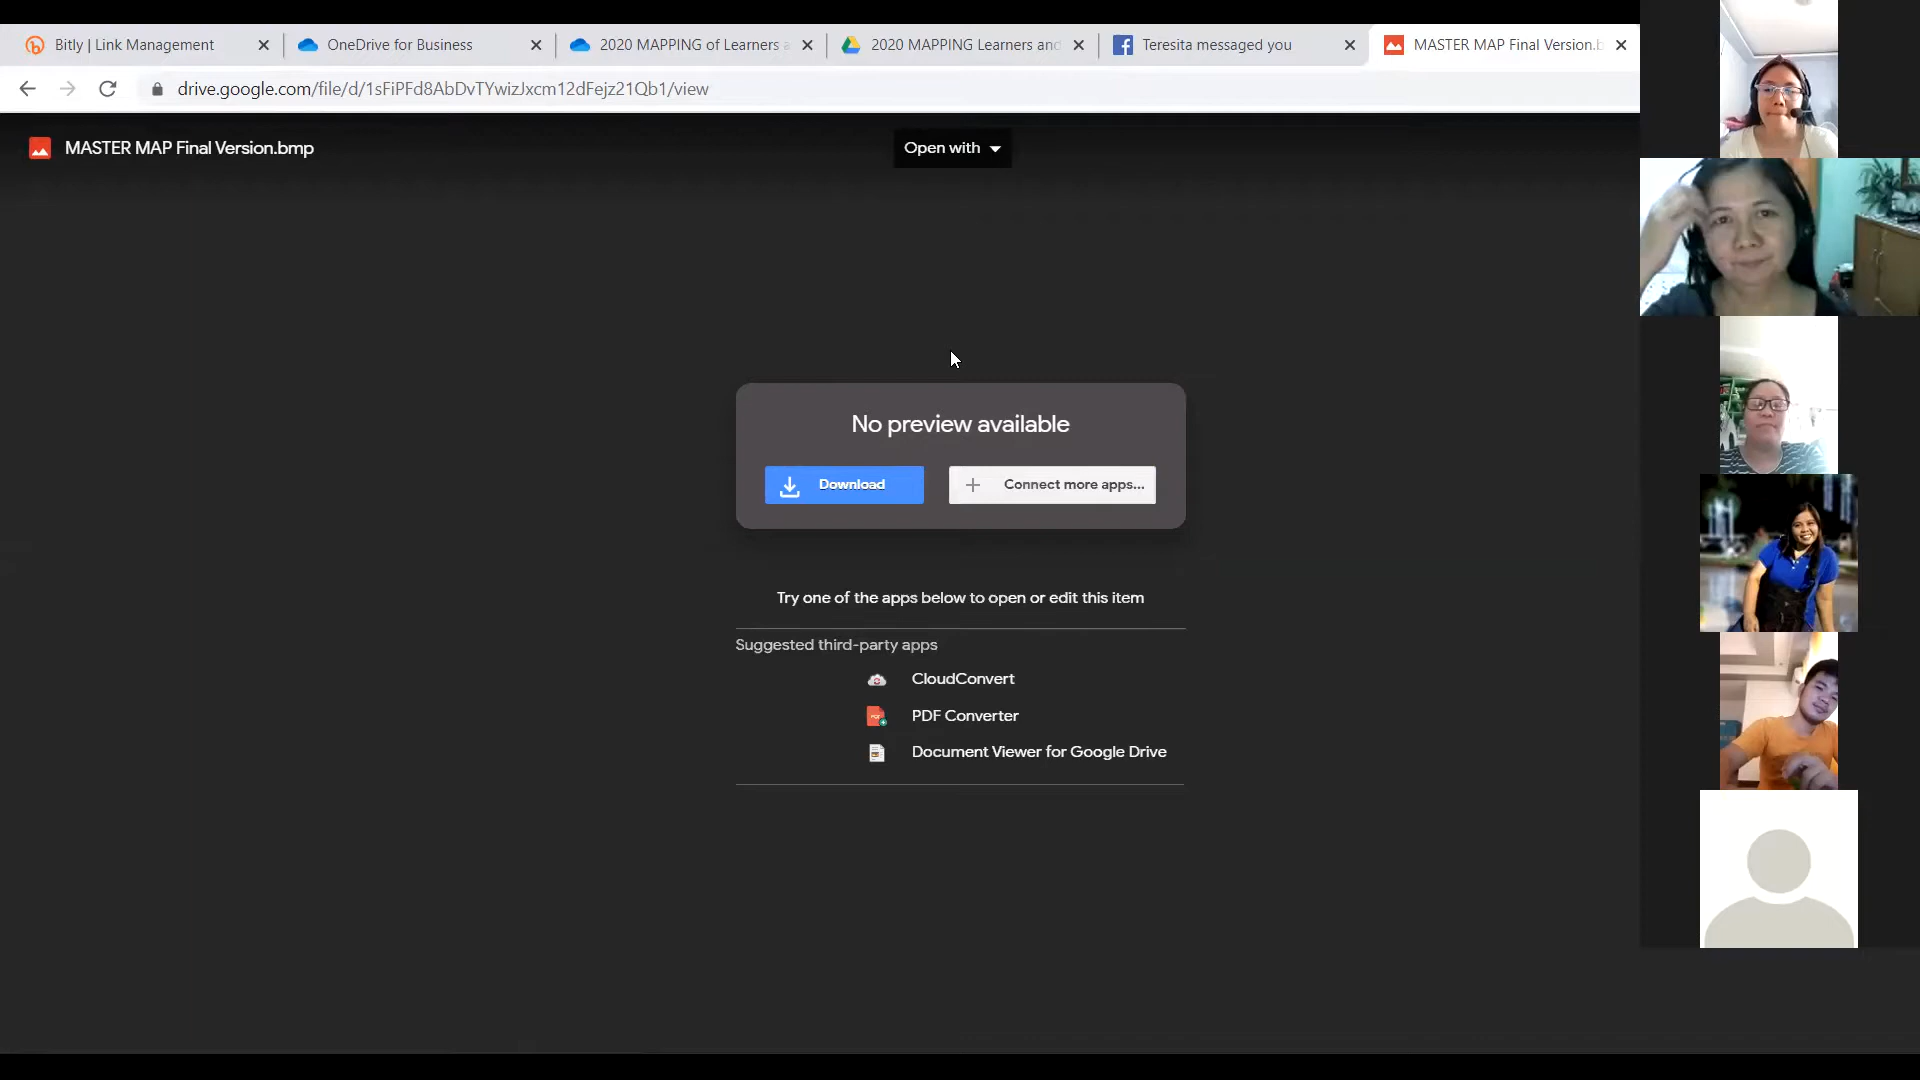 Bitly | Link Management
OneDrive for Business
2020 MAPPING of Learners a
2020 MAPPING Learners and
Teresita messaged you
MASTER MAP Final Version.b
drive.google.com/file/d/1sFiPFd8AbDvTYwizJxcm12dFejz21Qb1/view
MASTER MAP Final Version.bmp
Open with
No preview available
Download
Connect more apps...
Try one of the apps below to open or edit this item
Suggested third-party apps
CloudConvert
PDF Converter
Document Viewer for Google Drive